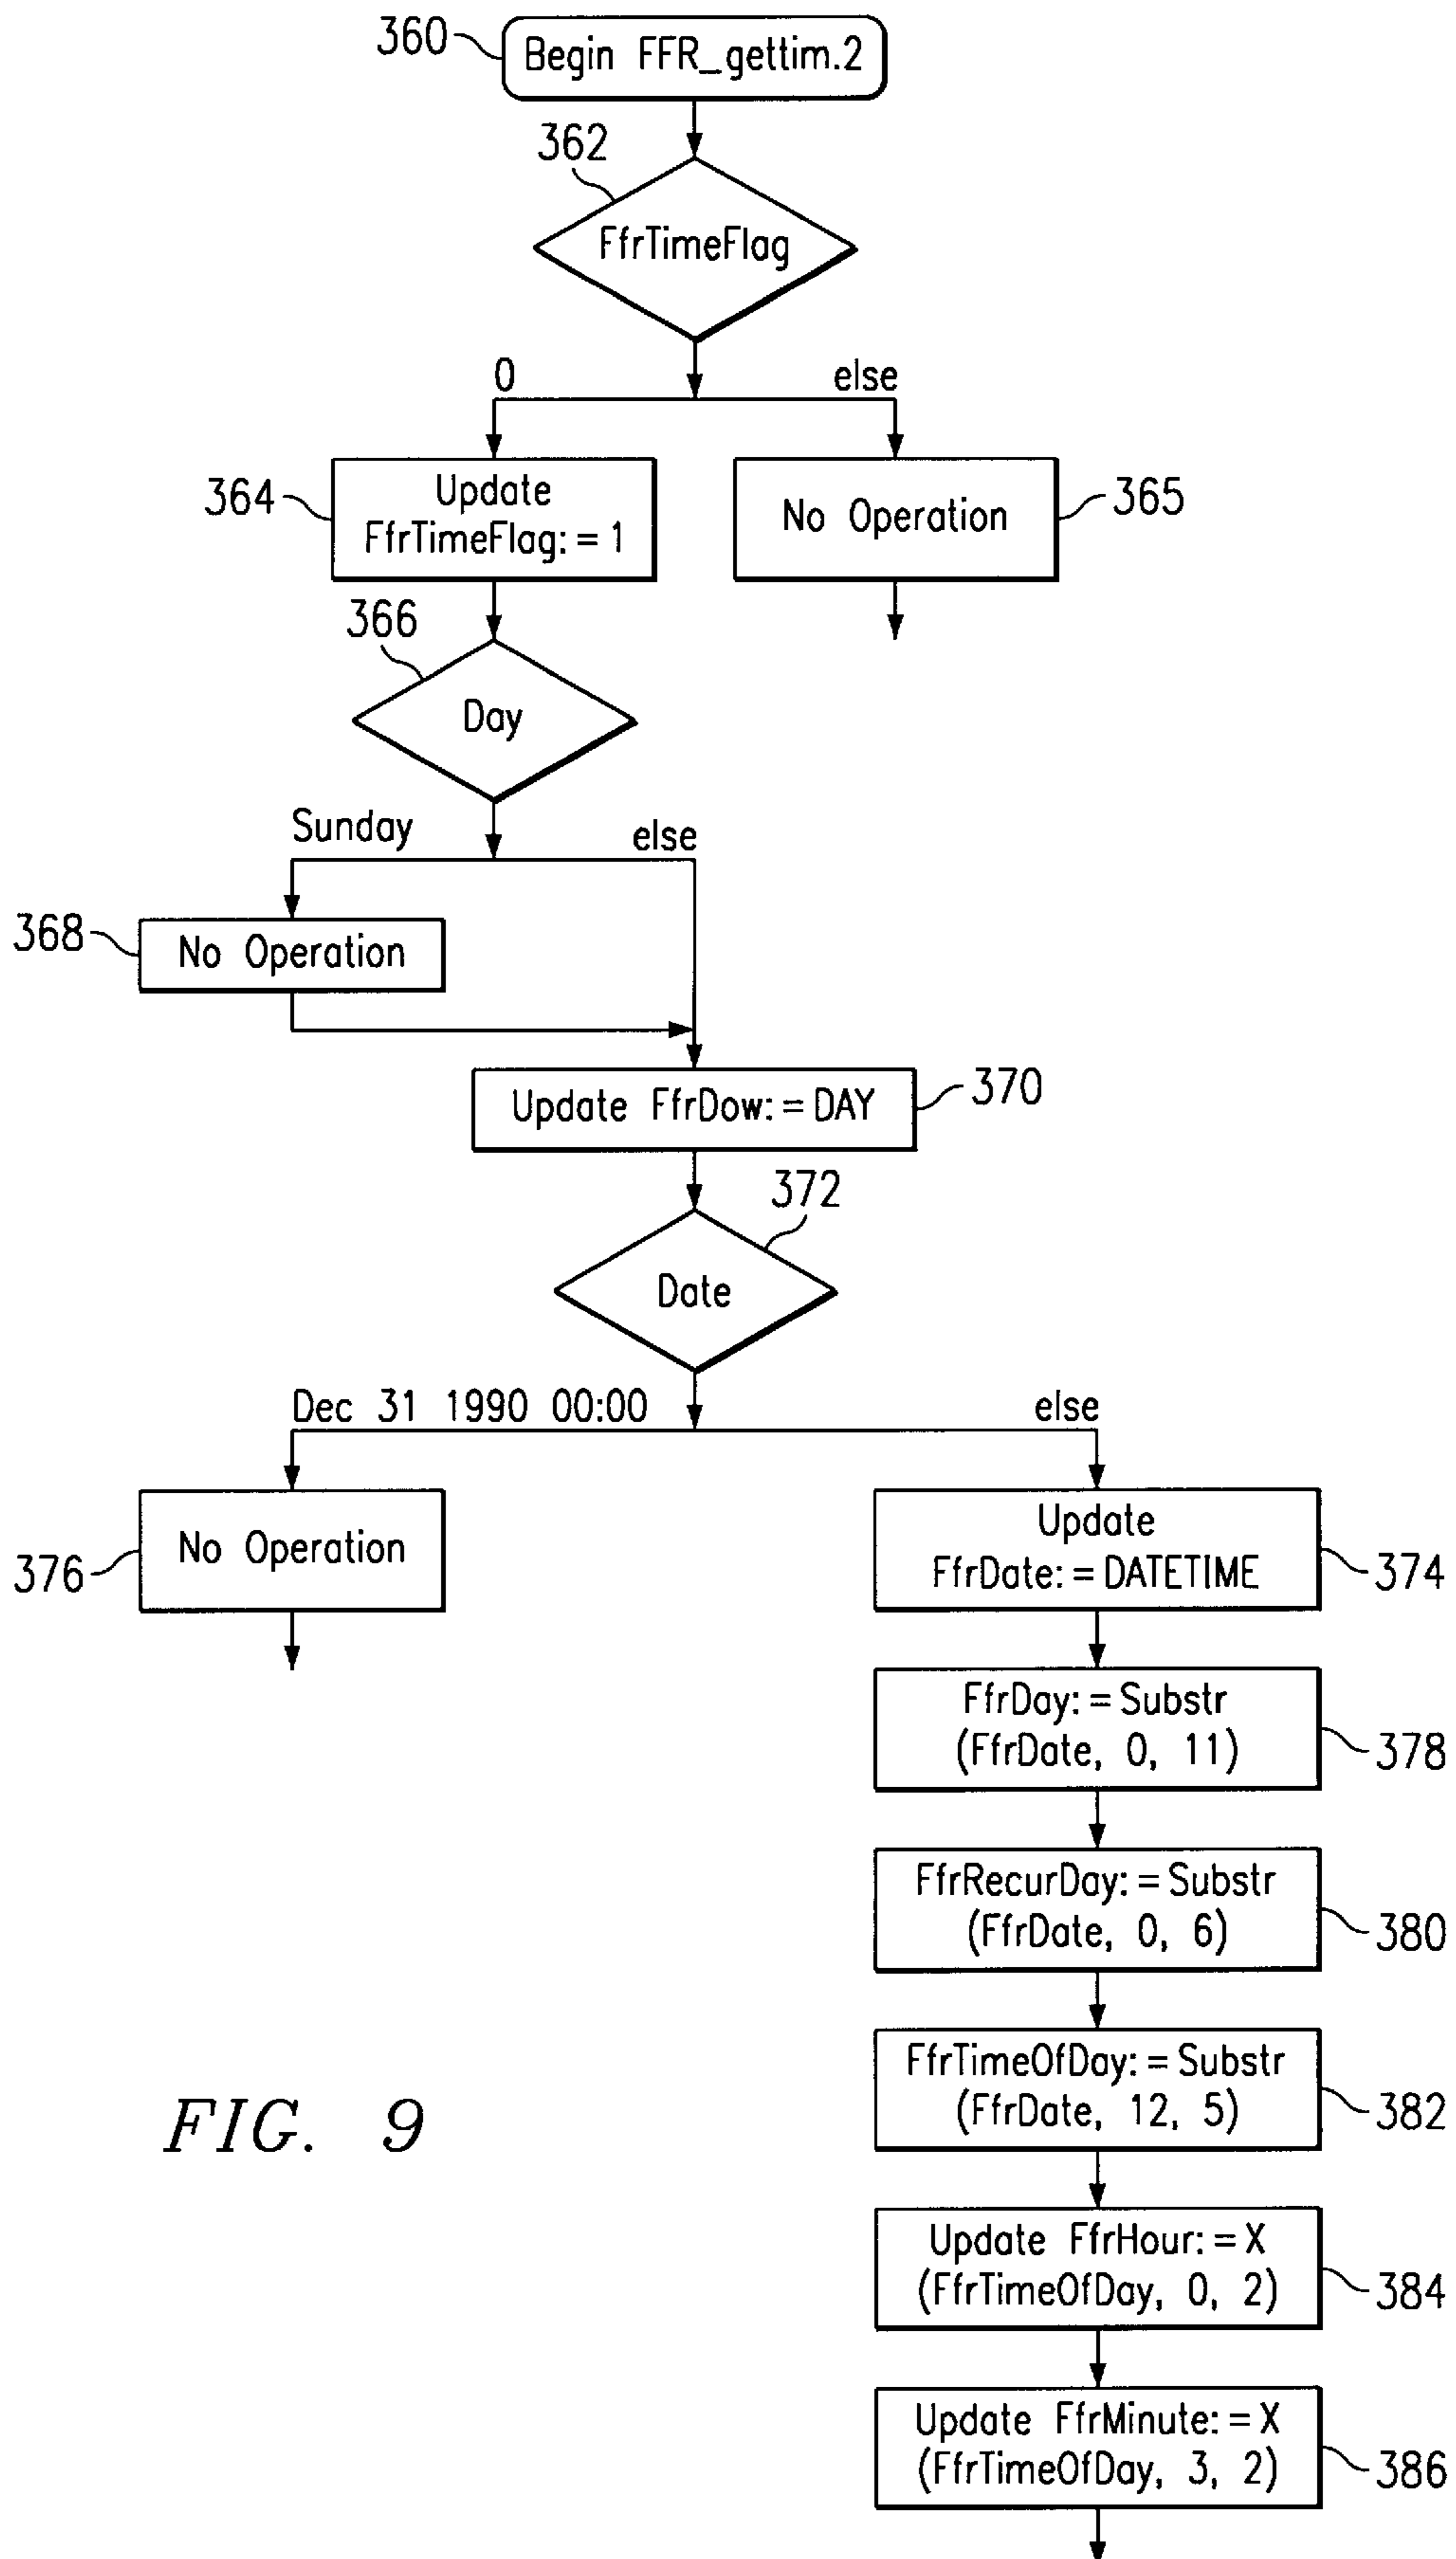 360
Begin FFR_gettim.2
362
FfrTimeFlag
0
else
364
Update
FfrTimeFlag:=1
No Operation
365
366
Day
Sunday
else
368
No Operation
Update FfrDow:=DAY
370
372
Date
Dec 31 1990 00:00
else
376
No Operation
Update
FfrDate:=DATETIME
374
FfrDay:=Substr
(FfrDate, 0, 11)
378
FfrRecurDay:=Substr
(FfrDate, 0, 6)
380
FfrTimeOfDay:=Substr
(FfrDate, 12, 5)
382
Update FfrHour:=X
(FfrTimeOfDay, 0, 2)
384
Update FfrMinute:=X
(FfrTimeOfDay, 3, 2)
386
FIG. 9